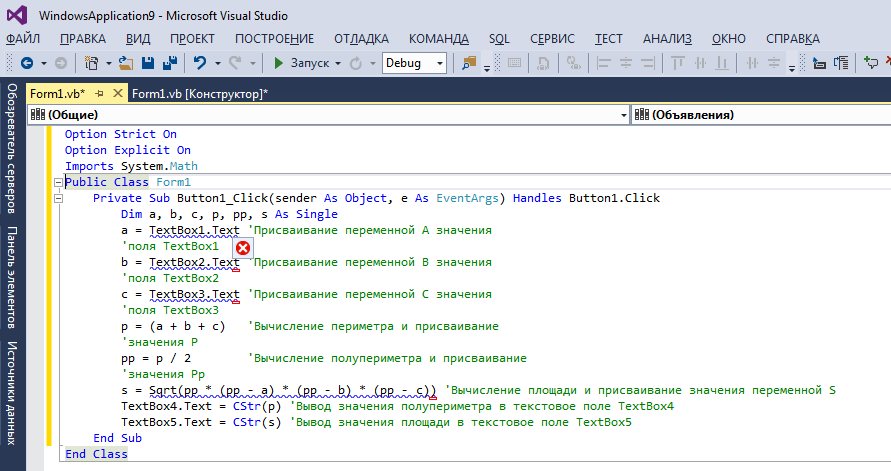 WindowsApplication9 - Microsoft Visual Studio
ФАЙЛ ПРАВКА ВИД ПРОЕКТ ПОСТРОЕНИЕ ОТЛАДКА КОМАНДА SQL СЕРВИС ТЕСТ АНАЛИЗ ОКНО СПРАВКА
Запуск Debug
Обозреватель серверов
Панель элементов
Источники данных
Form1.vb* Form1.vb [Конструктор]*
(Общие) (Объявления)
Option Strict On
Option Explicit On
Imports System.Math
Public Class Form1
Private Sub Button1_Click(sender As Object, e As EventArgs) Handles Button1.Click
Dim a, b, c, p, pp, s As Single
a = TextBox1.Text 'Присваивание переменной A значения
'поля TextBox1
b = TextBox2.Text 'Присваивание переменной B значения
'поля TextBox2
c = TextBox3.Text 'Присваивание переменной C значения
'поля TextBox3
p = (a + b + c) 'Вычисление периметра и присваивание
'значения P
pp = p / 2 'Вычисление полупериметра и присваивание
'значения Pp
s = Sqrt(pp * (pp - a) * (pp - b) * (pp - c)) 'Вычисление площади и присваивание значения переменной S
TextBox4.Text = CStr(p) 'Вывод значения полупериметра в текстовое поле TextBox4
TextBox5.Text = CStr(s) 'Вывод значения площади в текстовое поле TextBox5
End Sub
End Class